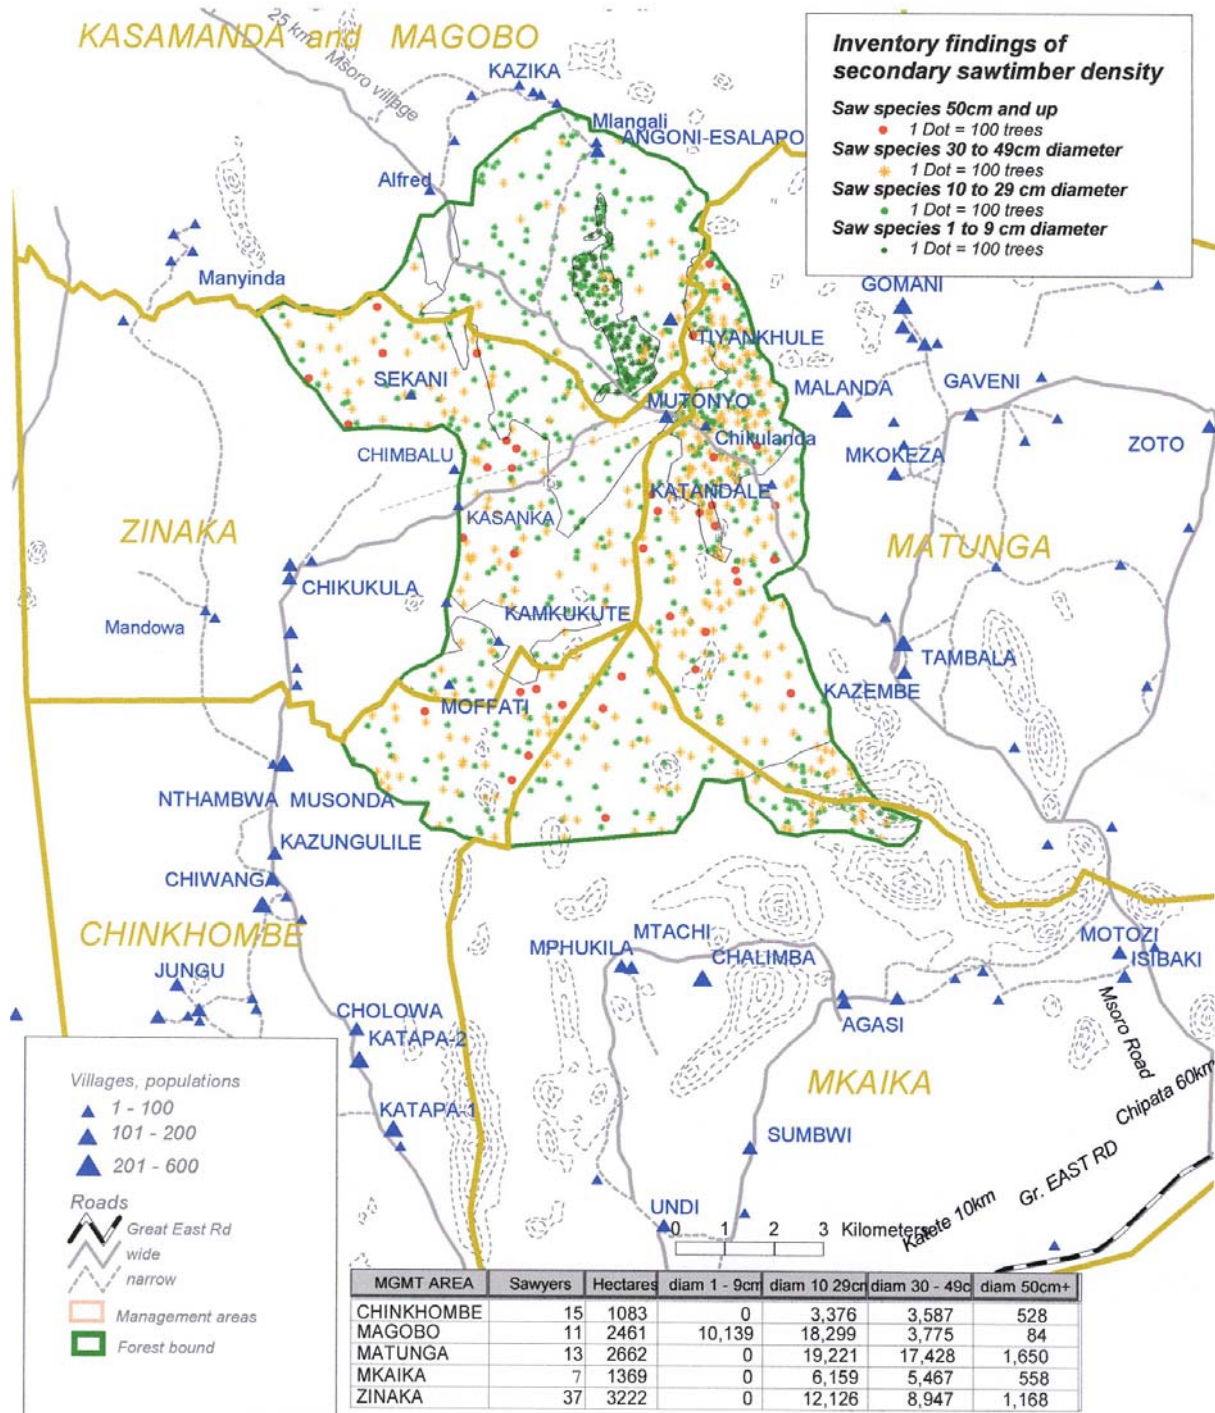 KASAMANDA and MAGOBO
25 km Msoro village
KAZIKA
Mlangali
ANGONI-ESALAPO
Alfred
Manyinda
Inventory findings of
secondary sawtimber density
Saw species 50cm and up
1 Dot = 100 trees
Saw species 30 to 49cm diameter
1 Dot = 100 trees
Saw species 10 to 29 cm diameter
1 Dot = 100 trees
Saw species 1 to 9 cm diameter
1 Dot = 100 trees
GOMANI
TIYANKHULE
SEKANI
MALANDA
GAVENI
MUTONYO
Chikulanda
ZOTO
CHIMBALU
MKOKEZA
KATANDALE
KASANKA
ZINAKA
MATUNGA
CHIKUKULA
KAMKUKUTE
Mandowa
TAMBALA
KAZEMBE
MOFFATI
NTHAMBWA MUSONDA
KAZUNGULILE
CHIWANGA
CHINKHOMBE
MTACHI
MPHUKILA
CHALIMBA
MOTOZI
ISIBAKI
JUNGU
CHOLOWA
KATAPA-2
AGASI
Msoro Road
MKAIKA
Chipata 60km
KATAPA-1
SUMBWI
Gr. EAST RD
Katete 10km
UNDI
0 1 2 3 Kilometers
Villages, populations
1 - 100
101 - 200
201 - 600
Roads
Great East Rd
wide
narrow
Management areas
Forest bound
MGMT AREA Sawyers Hectares diam 1 - 9cm diam 10 29cm diam 30 - 49c diam 50cm+
CHINKHOMBE 15 1083 0 3,376 3,587 528
MAGOBO 11 2461 10,139 18,299 3,775 84
MATUNGA 13 2662 0 19,221 17,428 1,650
MKAIKA 7 1369 0 6,159 5,467 558
ZINAKA 37 3222 0 12,126 8,947 1,168